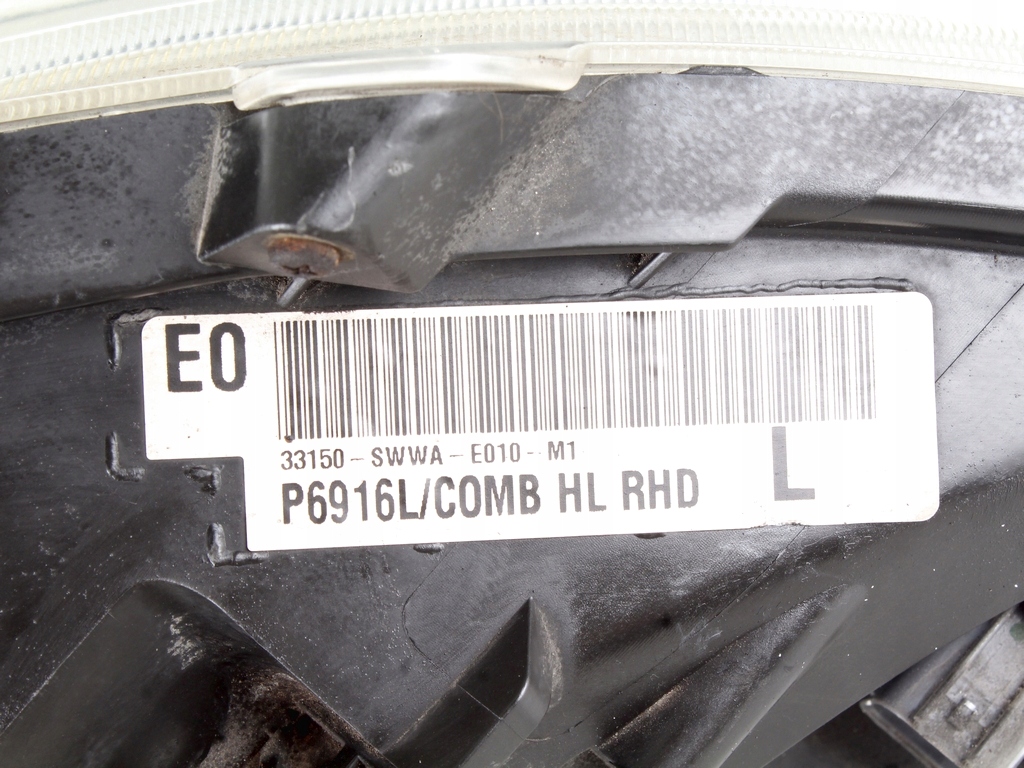 E0
33150-SWWA-E010-M1
P6916L/COMB HL RHD
L